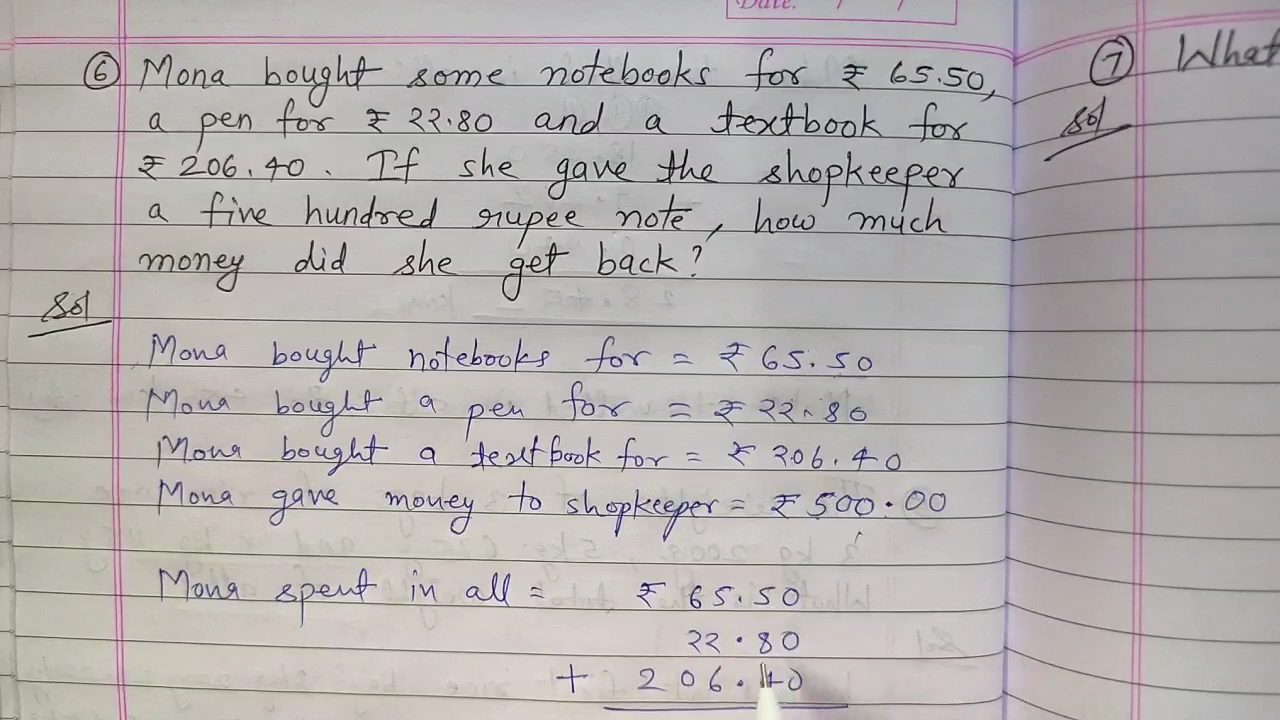 Date. / /
⑥ Mona bought some notebooks for ₹ 65.50,
a pen for ₹ 22.80 and a textbook for
₹ 206.40. If she gave the shopkeeper
a five hundred rupee note, how much
money did she get back?
Sol
Mona bought notebooks for = ₹ 65.50
Mona bought a pen for = ₹ 22.80
Mona bought a textbook for = ₹ 206.40
Mona gave money to shopkeeper = ₹ 500.00
Mona spent in all = ₹ 65.50
22.80
+ 206.40
⑦ What
Sol